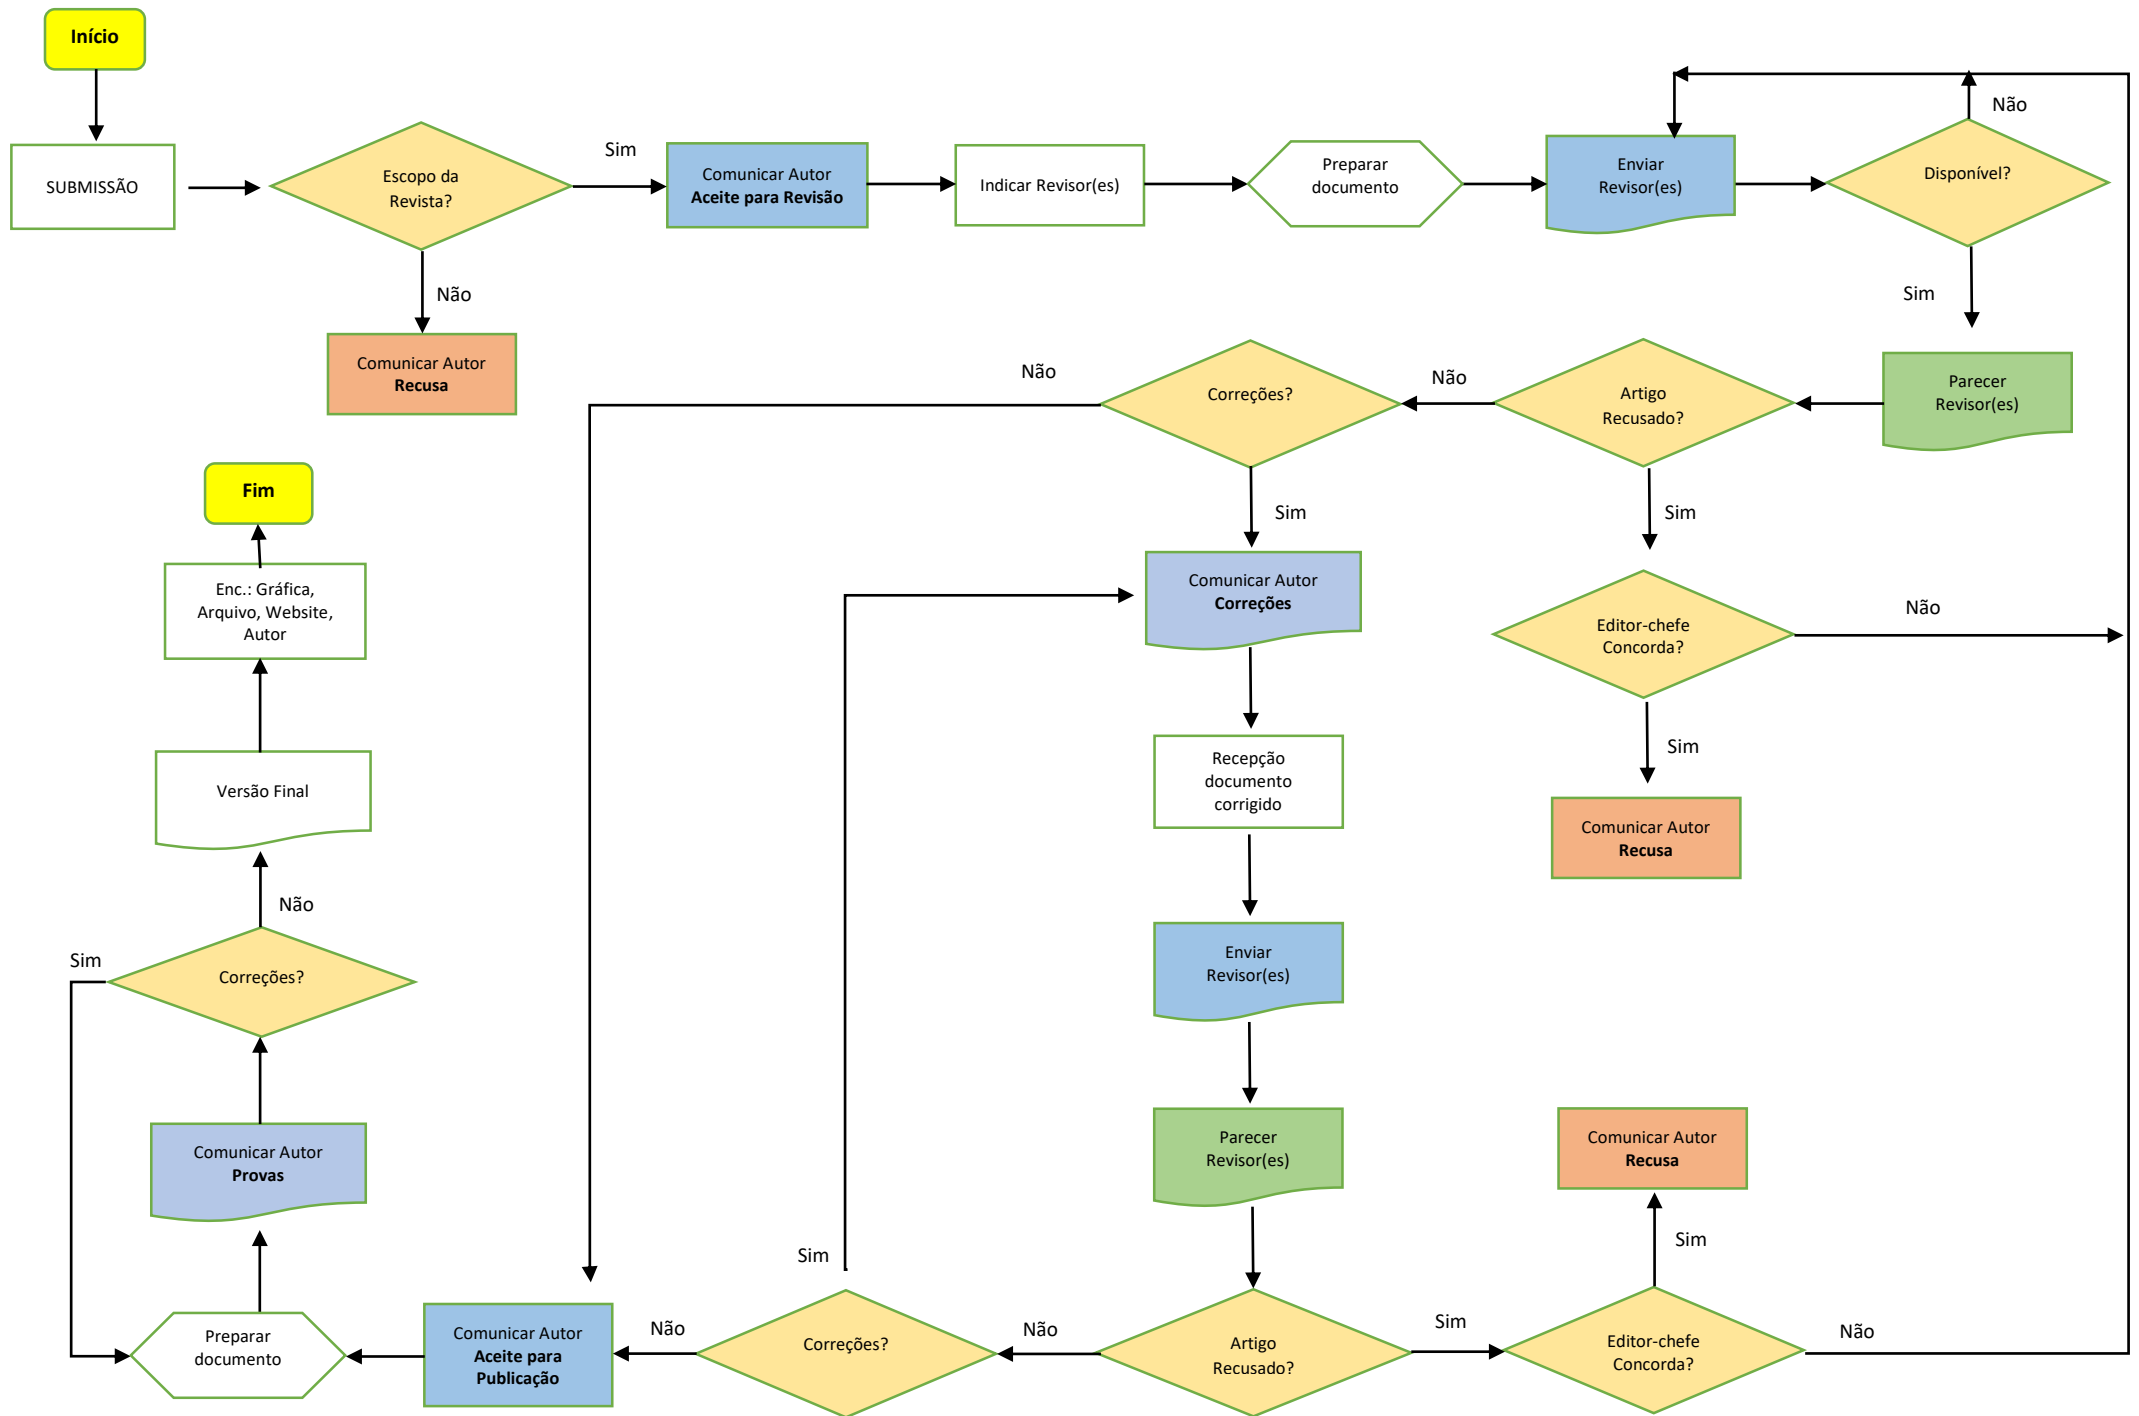 Início
SUBMISSÃO
Escopo da
Revista?
Sim
Não
Comunicar Autor
Recusa
Comunicar Autor
Aceite para Revisão
Indicar Revisor(es)
Preparar
documento
Enviar
Revisor(es)
Disponível?
Não
Sim
Parecer
Revisor(es)
Artigo
Recusado?
Não
Sim
Correções?
Não
Sim
Editor-chefe
Concorda?
Não
Sim
Comunicar Autor
Recusa
Comunicar Autor
Correções
Recepção
documento
corrigido
Enviar
Revisor(es)
Parecer
Revisor(es)
Artigo
Recusado?
Sim
Não
Editor-chefe
Concorda?
Não
Sim
Comunicar Autor
Recusa
Correções?
Sim
Não
Comunicar Autor
Aceite para
Publicação
Preparar
documento
Comunicar Autor
Provas
Correções?
Sim
Não
Versão Final
Enc.: Gráfica,
Arquivo, Website,
Autor
Fim